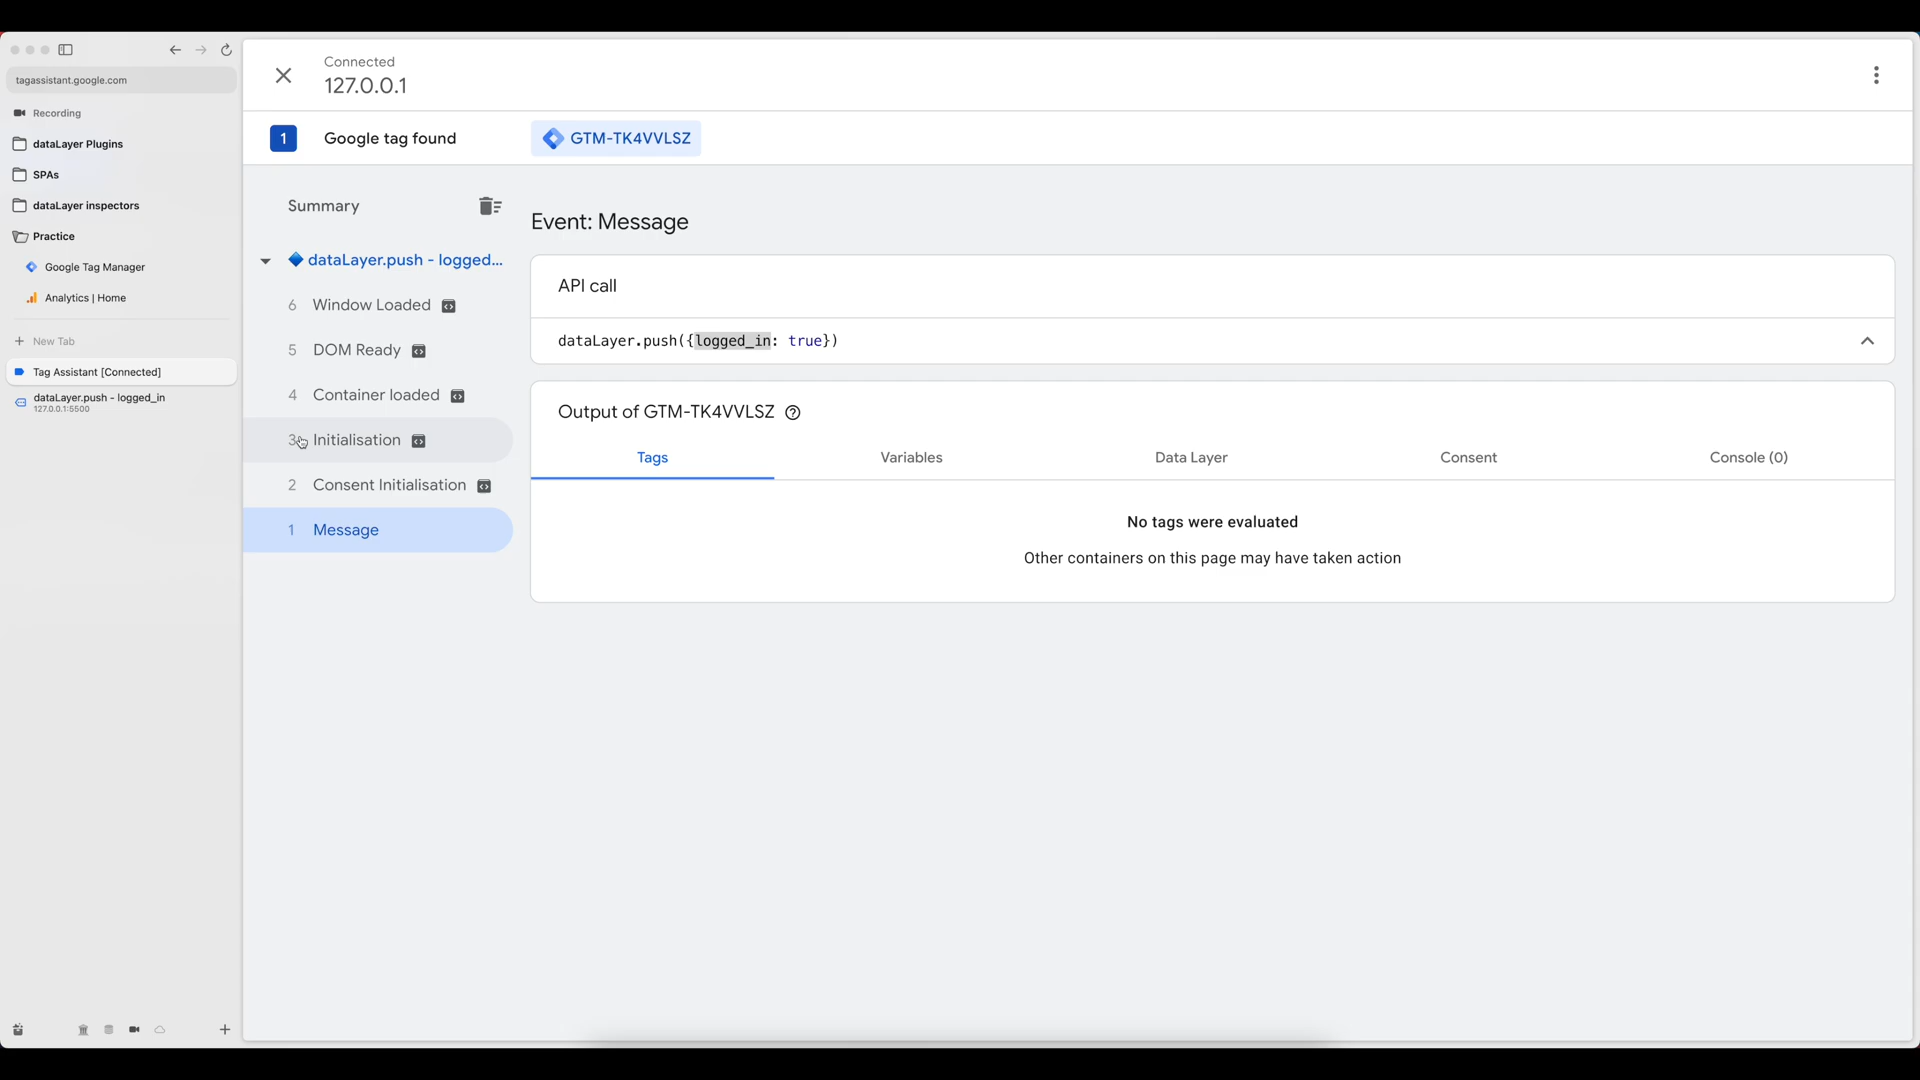 tagassistant.google.com
Recording
dataLayer Plugins
SPAs
dataLayer inspectors
Practice
Google Tag Manager
Analytics | Home
New Tab
Tag Assistant [Connected]
dataLayer.push - logged_in
127.0.0.1:5500
Connected
127.0.0.1
1 Google tag found GTM-TK4VVLSZ
Summary
dataLayer.push - logged...
6 Window Loaded
5 DOM Ready
4 Container loaded
3 Initialisation
2 Consent Initialisation
1 Message
Event: Message
API call
dataLayer.push({logged_in: true})
Output of GTM-TK4VVLSZ
Tags Variables Data Layer Consent Console (0)
No tags were evaluated
Other containers on this page may have taken action